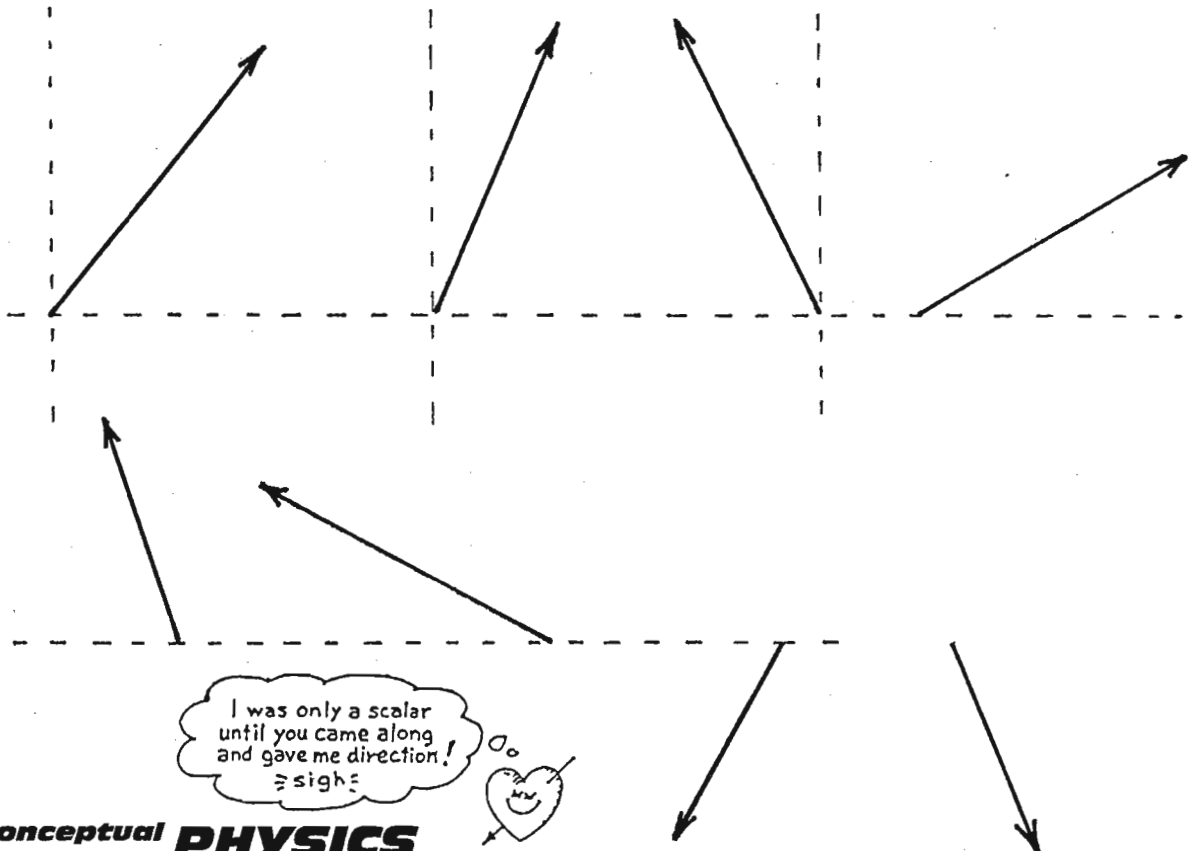 I was only a scalar
until you came along
and gave me direction!
sigh
onceptual PHYSICS